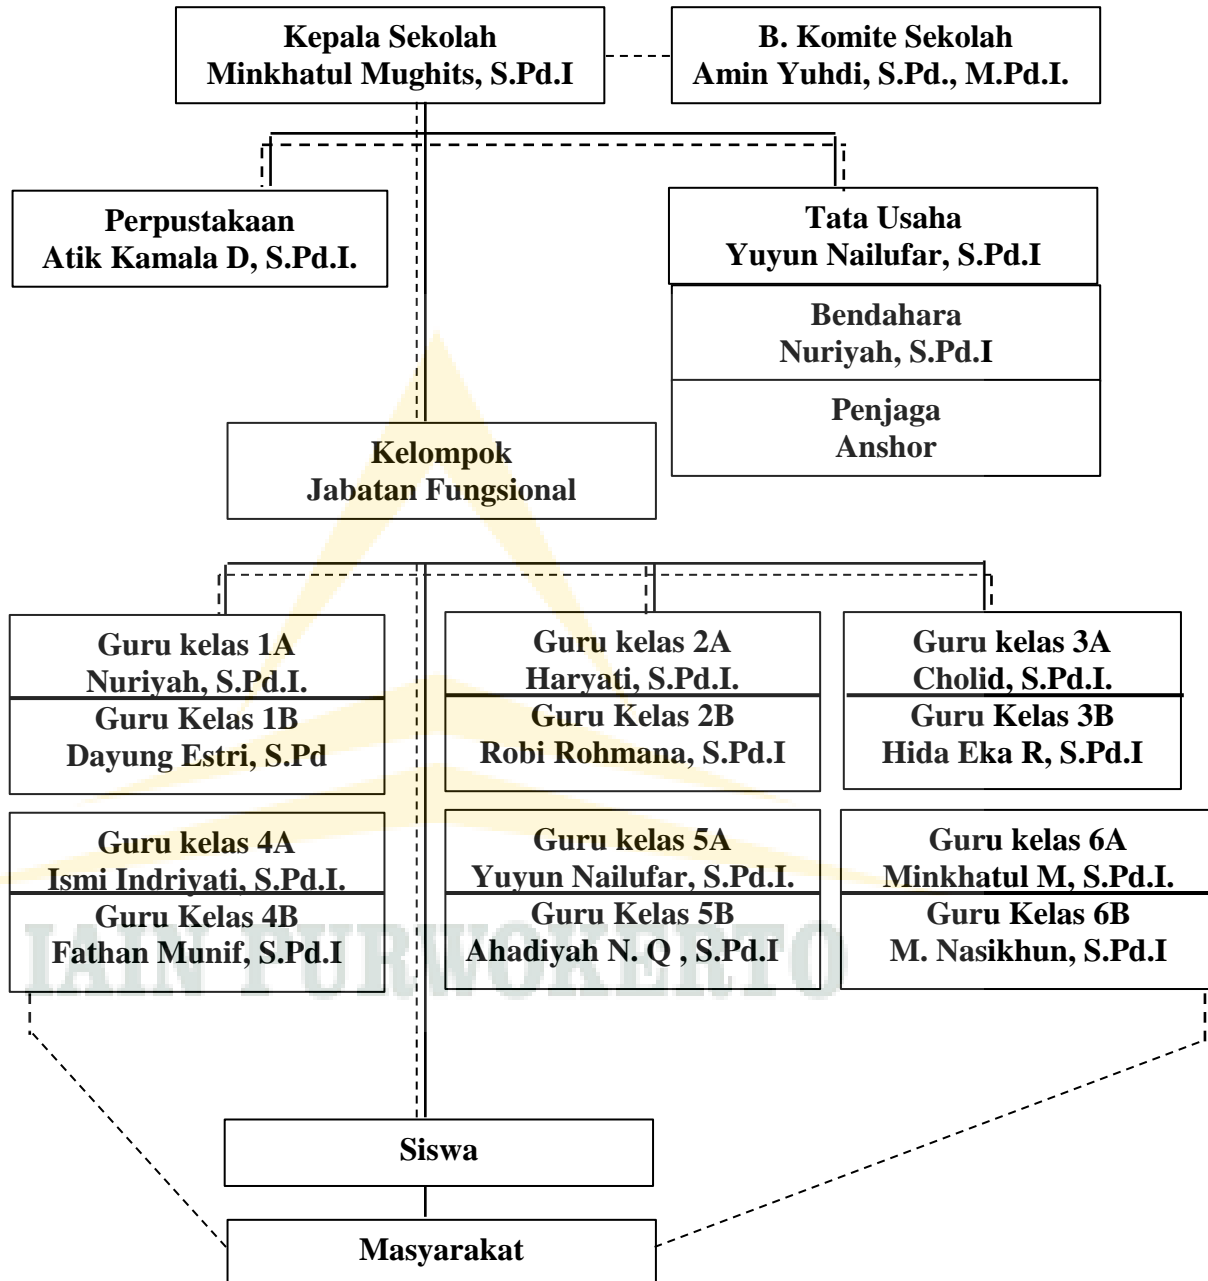 Kepala Sekolah
Minkhatul Mughits, S.Pd.I
B. Komite Sekolah
Amin Yuhdi, S.Pd., M.Pd.I.
Perpustakaan
Atik Kamala D, S.Pd.I.
Tata Usaha
Yuyun Nailufar, S.Pd.I
Bendahara
Nuriyah, S.Pd.I
Penjaga
Anshor
Kelompok
Jabatan Fungsional
Guru kelas 1A
Nuriyah, S.Pd.I.
Guru Kelas 1B
Dayung Estri, S.Pd
Guru kelas 2A
Haryati, S.Pd.I.
Guru Kelas 2B
Robi Rohmana, S.Pd.I
Guru kelas 3A
Cholid, S.Pd.I.
Guru Kelas 3B
Hida Eka R, S.Pd.I
Guru kelas 4A
Ismi Indriyati, S.Pd.I.
Guru Kelas 4B
Fathan Munif, S.Pd.I
Guru kelas 5A
Yuyun Nailufar, S.Pd.I.
Guru Kelas 5B
Ahadiyah N. Q , S.Pd.I
Guru kelas 6A
Minkhatul M, S.Pd.I.
Guru Kelas 6B
M. Nasikhun, S.Pd.I
IAIN PURWOKERTO
Siswa
Masyarakat